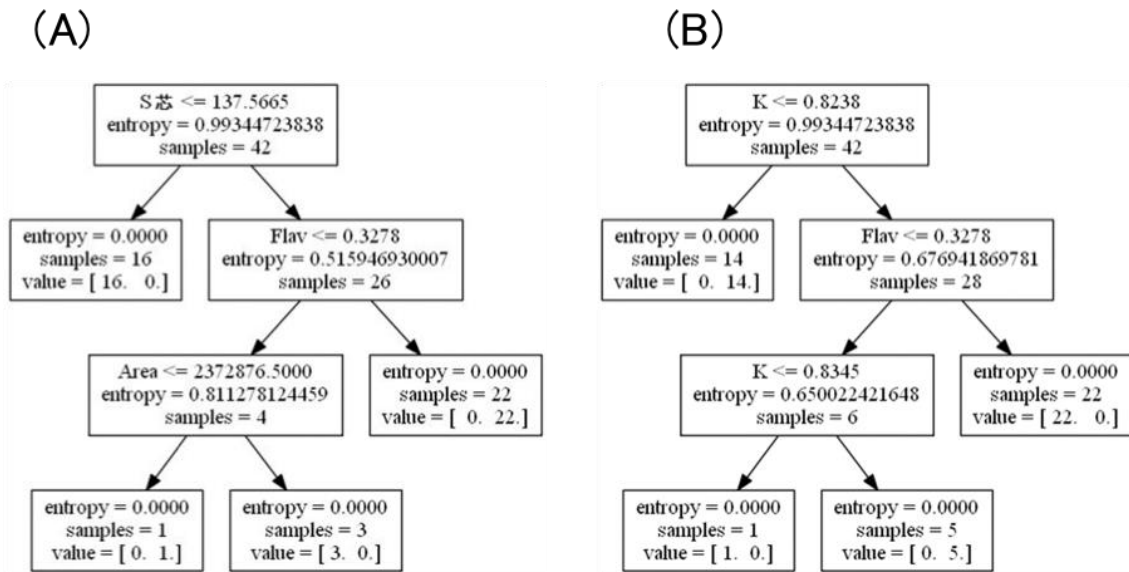 (A)
S芯 <= 137.5665
entropy = 0.99344723838
samples = 42
entropy = 0.0000
samples = 16
value = [ 16. 0.]
Flav <= 0.3278
entropy = 0.515946930007
samples = 26
Area <= 2372876.5000
entropy = 0.811278124459
samples = 4
entropy = 0.0000
samples = 22
value = [ 0. 22.]
entropy = 0.0000
samples = 1
value = [ 0. 1.]
entropy = 0.0000
samples = 3
value = [ 3. 0.]
(B)
K <= 0.8238
entropy = 0.99344723838
samples = 42
entropy = 0.0000
samples = 14
value = [ 0. 14.]
Flav <= 0.3278
entropy = 0.676941869781
samples = 28
K <= 0.8345
entropy = 0.650022421648
samples = 6
entropy = 0.0000
samples = 22
value = [ 22. 0.]
entropy = 0.0000
samples = 1
value = [ 1. 0.]
entropy = 0.0000
samples = 5
value = [ 0. 5.]